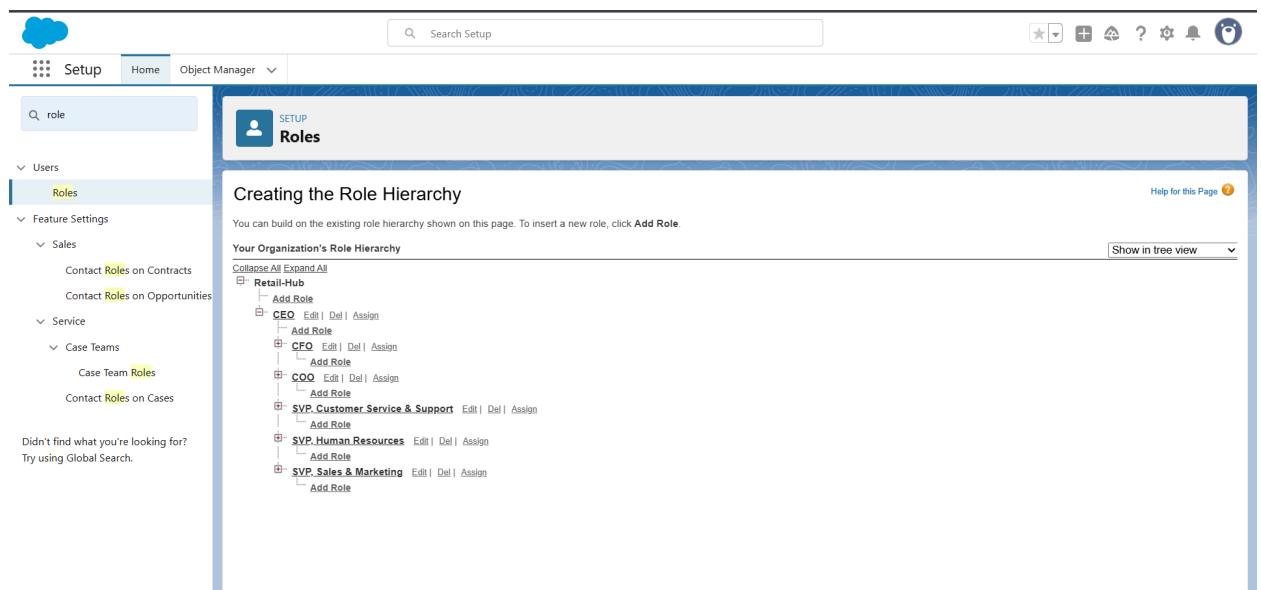 Search Setup
Setup Home Object Manager
role
SETUP
Roles
Users
Roles
Feature Settings
Sales
Contact Roles on Contracts
Contact Roles on Opportunities
Service
Case Teams
Case Team Roles
Contact Roles on Cases
Didn't find what you're looking for?
Try using Global Search.
Creating the Role Hierarchy
Help for this Page
You can build on the existing role hierarchy shown on this page. To insert a new role, click Add Role.
Your Organization's Role Hierarchy
Show in tree view
Collapse All Expand All
Retail-Hub
Add Role
CEO Edit | Del | Assign
Add Role
CFO Edit | Del | Assign
Add Role
COO Edit | Del | Assign
Add Role
SVP, Customer Service & Support Edit | Del | Assign
Add Role
SVP, Human Resources Edit | Del | Assign
Add Role
SVP, Sales & Marketing Edit | Del | Assign
Add Role